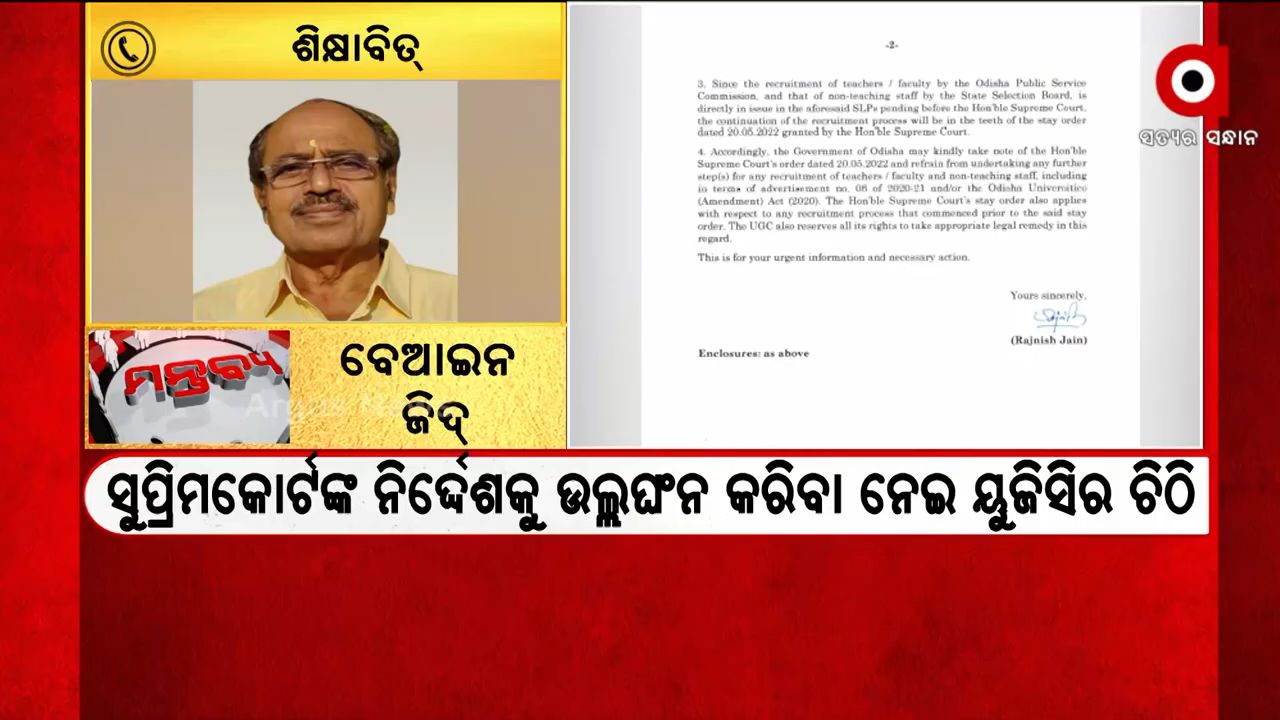 ଶିକ୍ଷାବିତ୍
ମନ୍ତବ୍ୟ
Argus News
ବେଆଇନ
ଜିଦ୍
-2-
3. Since the recruitment of teachers / faculty by the Odisha Public Service
Commission, and that of non-teaching staff by the State Selection Board, is
directly in issue in the aforesaid SLPs pending before the Hon'ble Supreme Court,
the continuation of the recruitment process will be in the teeth of the stay order
dated 20.05.2022 granted by the Hon'ble Supreme Court.
4. Accordingly, the Government of Odisha may kindly take note of the Hon'ble
Supreme Court's order dated 20.05.2022 and refrain from undertaking any further
step(s) for any recruitment of teachers / faculty and non-teaching staff, including
in terms of advertisement no. 06 of 2020-21 and/or the Odisha Universities
(Amendment) Act (2020). The Hon'ble Supreme Court's stay order also applies
with respect to any recruitment process that commenced prior to the said stay
order. The UGC also reserves all its rights to take appropriate legal remedy in this
regard.
This is for your urgent information and necessary action.
Yours sincerely,
(Rajnish Jain)
Enclosures: as above
ସତ୍ୟର ସନ୍ଧାନ
ସୁପ୍ରିମକୋର୍ଟଙ୍କ ନିର୍ଦ୍ଦେଶକୁ ଉଲ୍ଲଙ୍ଘନ କରିବା ନେଇ ୟୁଜିସିର ଚିଠି